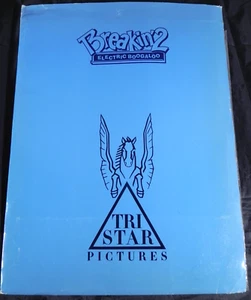 Breakin'2
ELECTRIC BOOGALOO
TRI
STAR
PICTURES